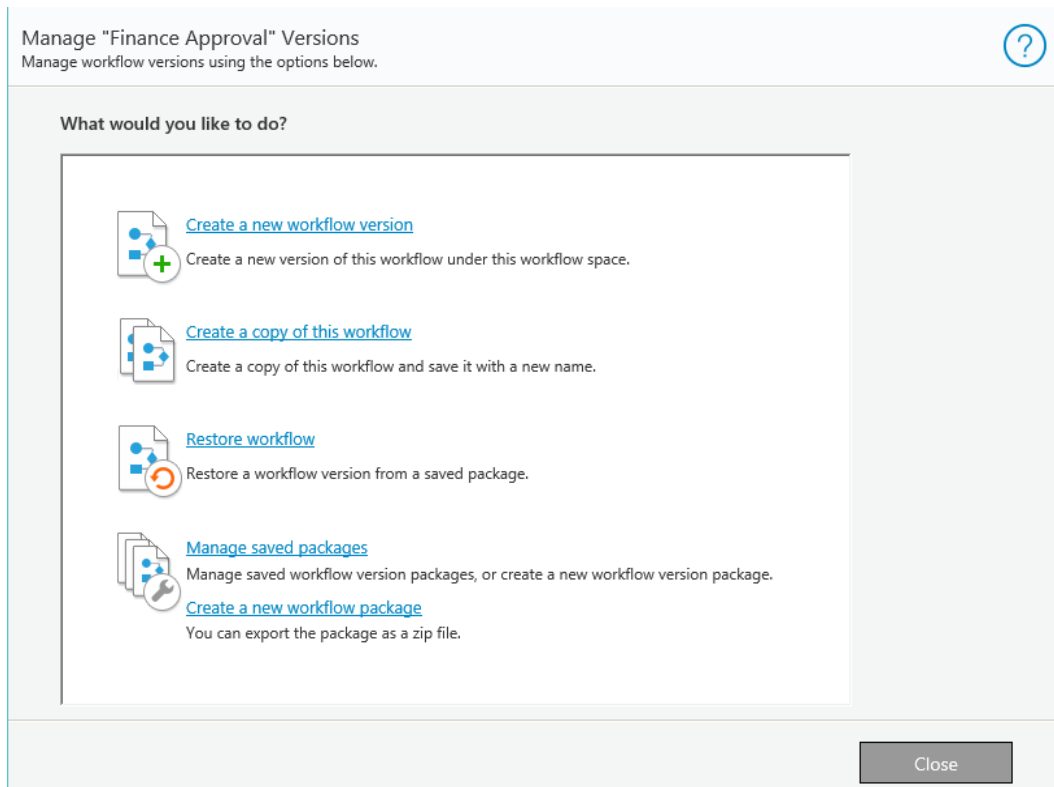 Manage "Finance Approval" Versions
Manage workflow versions using the options below.
?
What would you like to do?
Create a new workflow version
Create a new version of this workflow under this workflow space.
Create a copy of this workflow
Create a copy of this workflow and save it with a new name.
Restore workflow
Restore a workflow version from a saved package.
Manage saved packages
Manage saved workflow version packages, or create a new workflow version package.
Create a new workflow package
You can export the package as a zip file.
Close